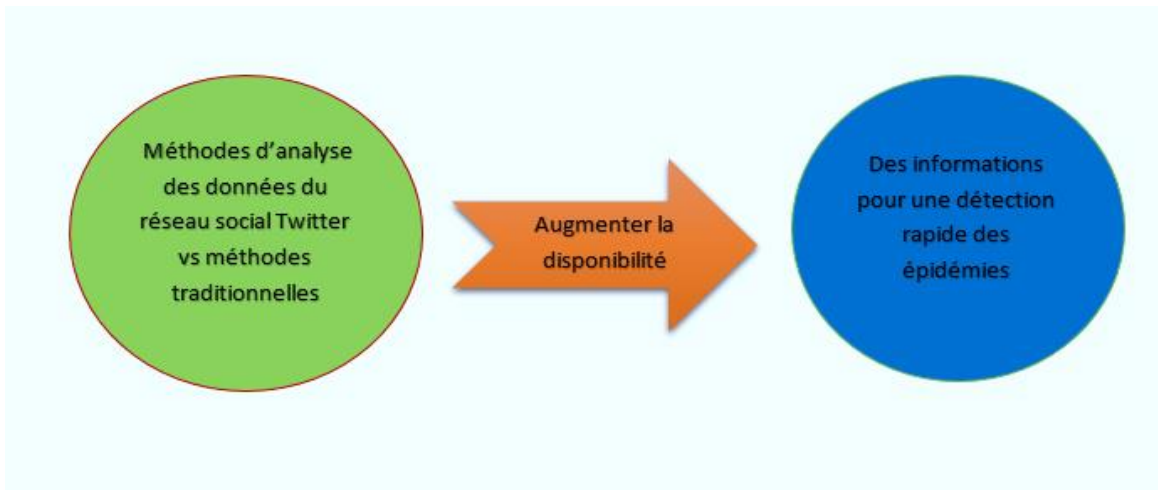 Méthodes d'analyse
des données du
réseau social Twitter
vs méthodes
traditionnelles
Augmenter la
disponibilité
Des informations
pour une détection
rapide des
épidémies